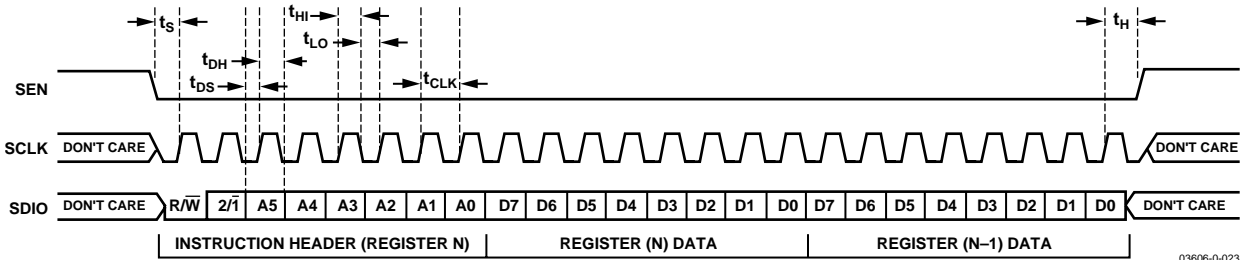 tS
tHI
tH
tLO
tDH
tCLK
tDS
SEN
SCLK DON'T CARE DON'T CARE
SDIO DON'T CARE R/W̅ 2/1̅ A5 A4 A3 A2 A1 A0 D7 D6 D5 D4 D3 D2 D1 D0 D7 D6 D5 D4 D3 D2 D1 D0 DON'T CARE
INSTRUCTION HEADER (REGISTER N) REGISTER (N) DATA REGISTER (N–1) DATA
03606-0-023